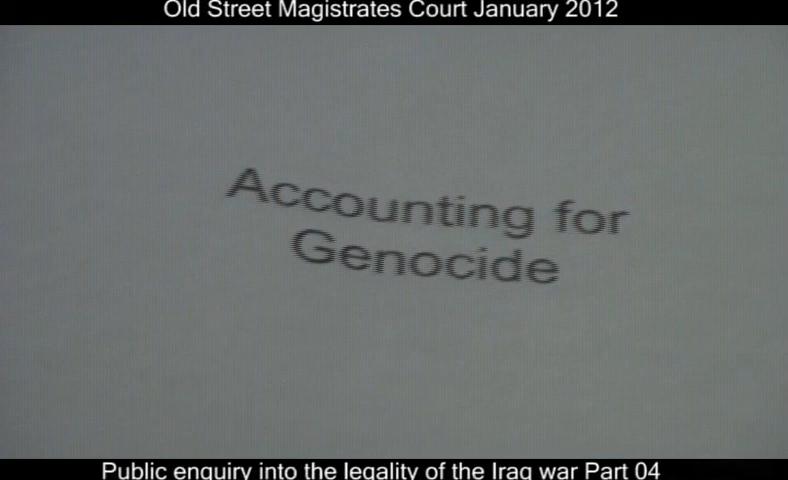 Old Street Magistrates Court January 2012
Accounting for
Genocide
Public enquiry into the legality of the Iraq war Part 04